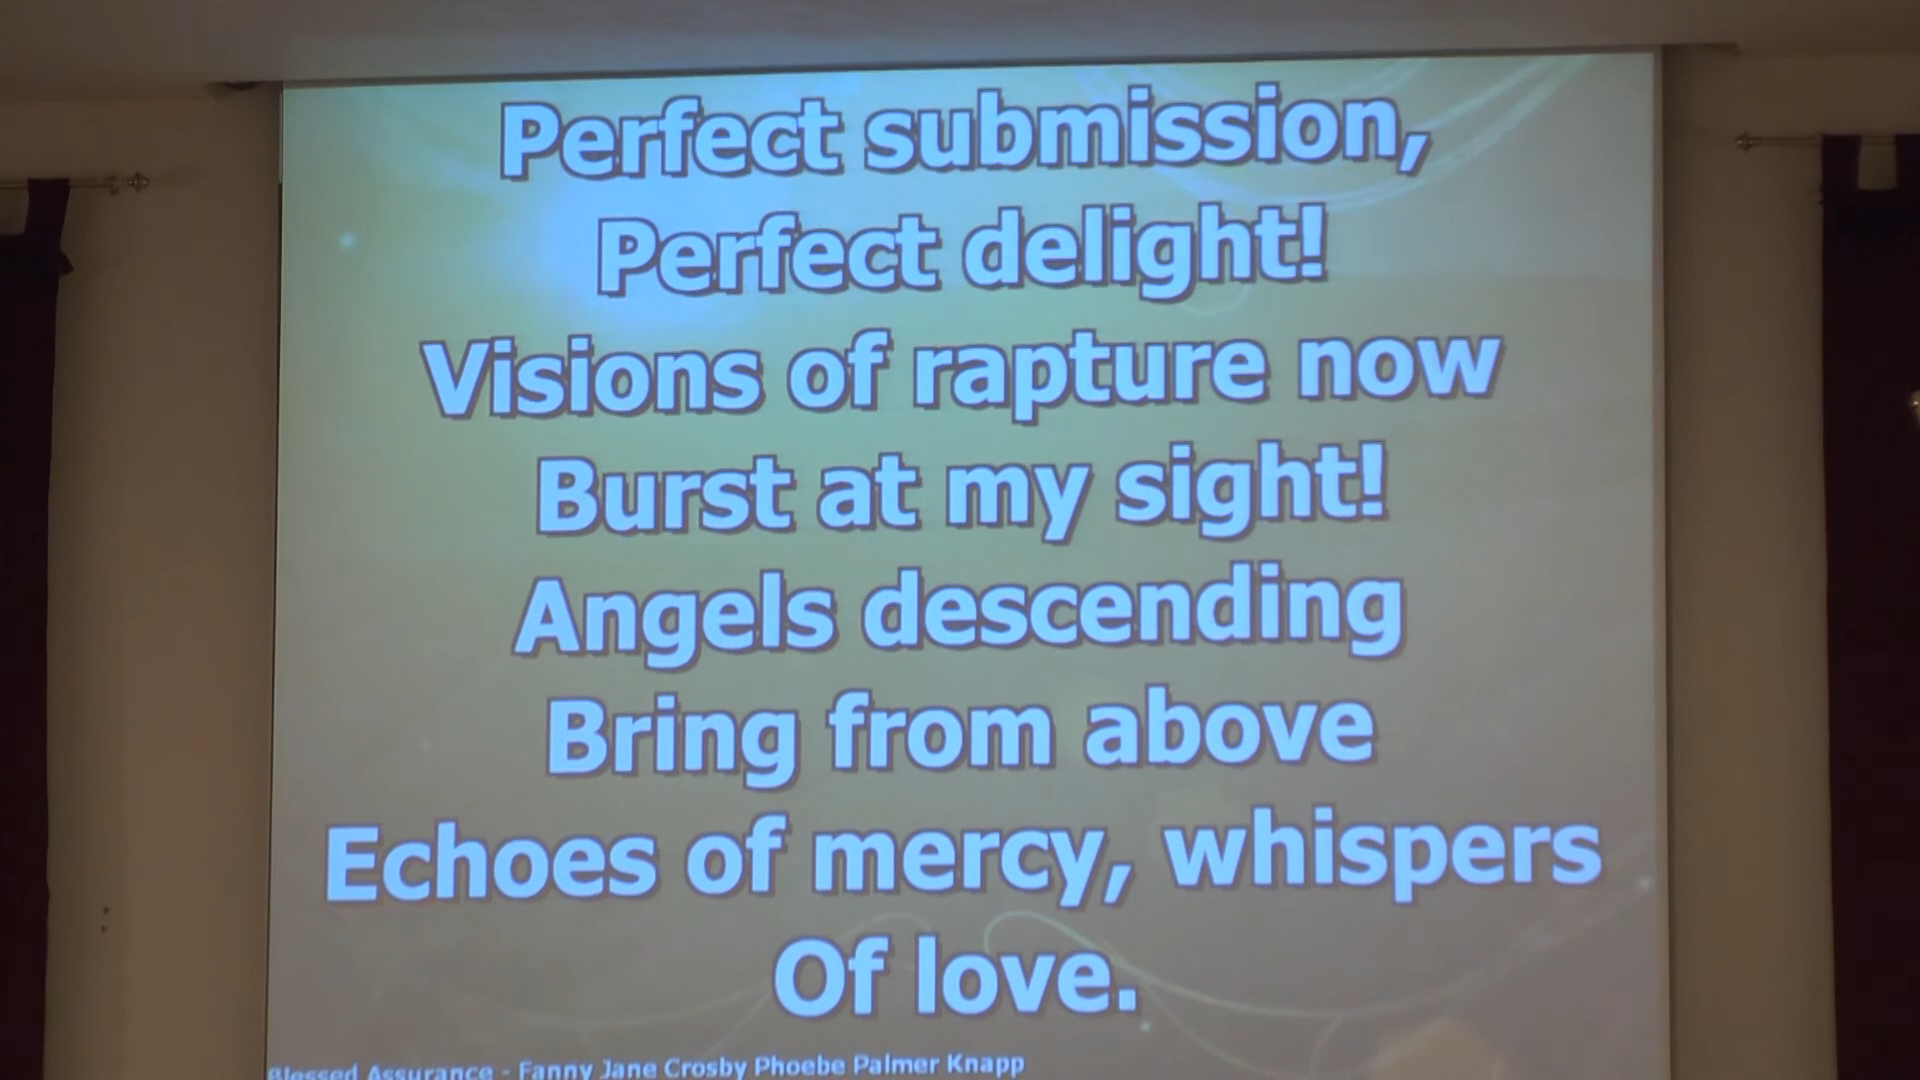 Perfect submission,
Perfect delight!
Visions of rapture now
Burst at my sight!
Angels descending
Bring from above
Echoes of mercy, whispers
Of love.
Blessed Assurance - Fanny Jane Crosby Phoebe Palmer Knapp